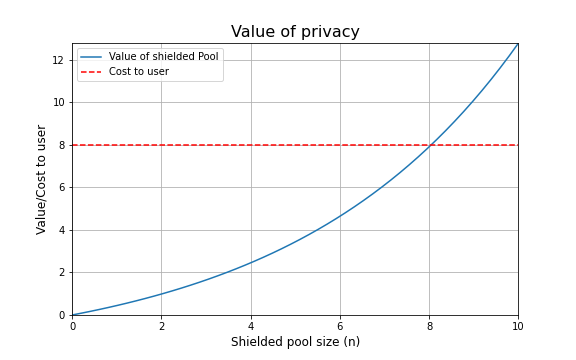 Value of privacy
Value of shielded Pool
Cost to user
Value/Cost to user
12
10
8
6
4
2
0
0 2 4 6 8 10
Shielded pool size (n)